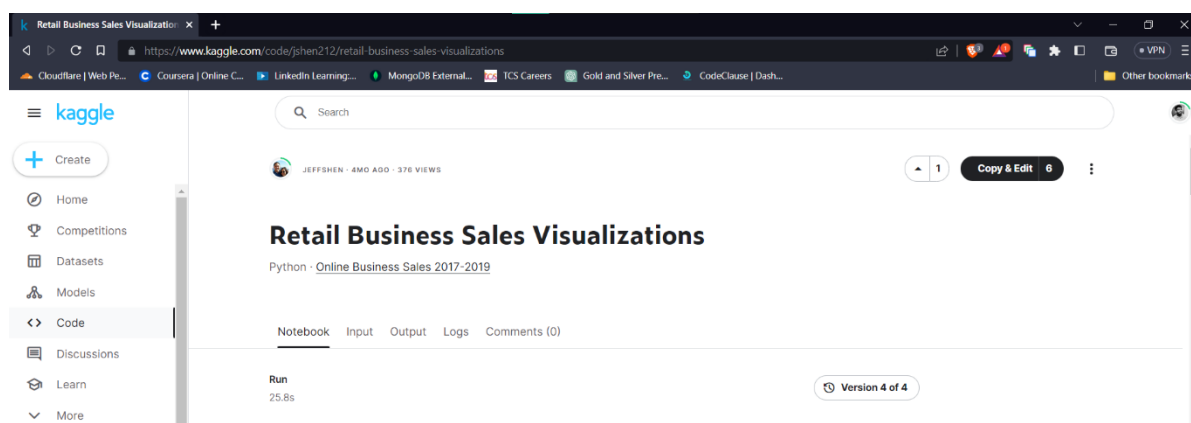 k Retail Business Sales Visualization × +
https://www.kaggle.com/code/jshen212/retail-business-sales-visualizations VPN
Cloudflare | Web Pe... Coursera | Online C... LinkedIn Learning:... MongoDB External... TCS Careers Gold and Silver Pre... CodeClause | Dash... Other bookmarks
kaggle
Search
Create
JEFFSHEN · 4MO AGO · 376 VIEWS
1
Copy & Edit 6
Home
Competitions
Datasets
Models
Code
Discussions
Learn
More
Retail Business Sales Visualizations
Python · Online Business Sales 2017-2019
Notebook Input Output Logs Comments (0)
Run
25.8s
Version 4 of 4